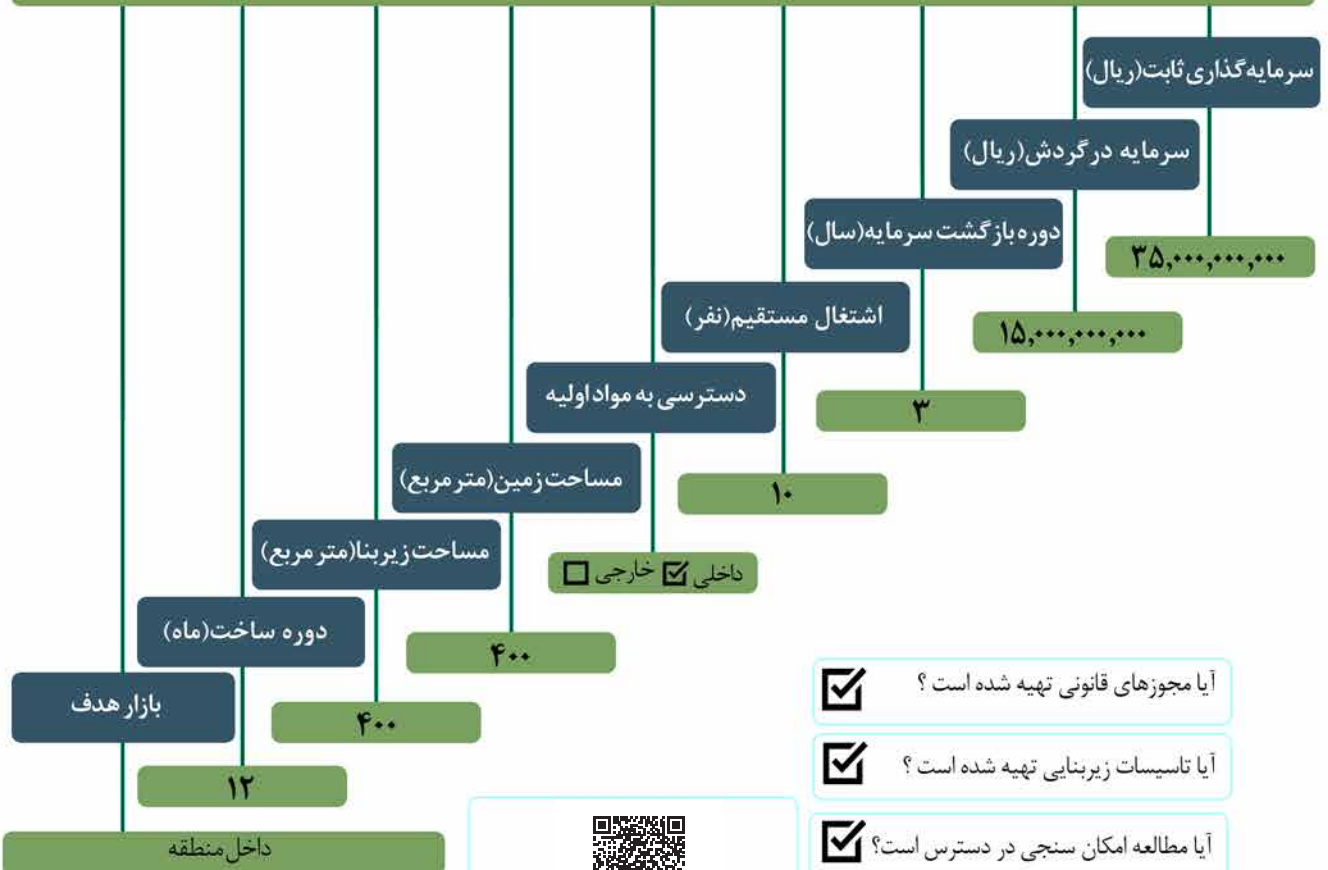 سرمایه‌گذاری ثابت(ریال)
۳۵,۰۰۰,۰۰۰,۰۰۰
سرمایه در گردش(ریال)
۱۵,۰۰۰,۰۰۰,۰۰۰
دوره بازگشت سرمایه(سال)
۳
اشتغال مستقیم(نفر)
۱۰
دسترسی به مواد اولیه
داخلی ☑ خارجی ☐
مساحت زمین(متر مربع)
۴۰۰
مساحت زیربنا(متر مربع)
۴۰۰
دوره ساخت(ماه)
۱۲
بازار هدف
داخل منطقه
آیا مجوزهای قانونی تهیه شده است ؟ ☑
آیا تاسیسات زیربنایی تهیه شده است ؟ ☑
آیا مطالعه امکان سنجی در دسترس است؟ ☑